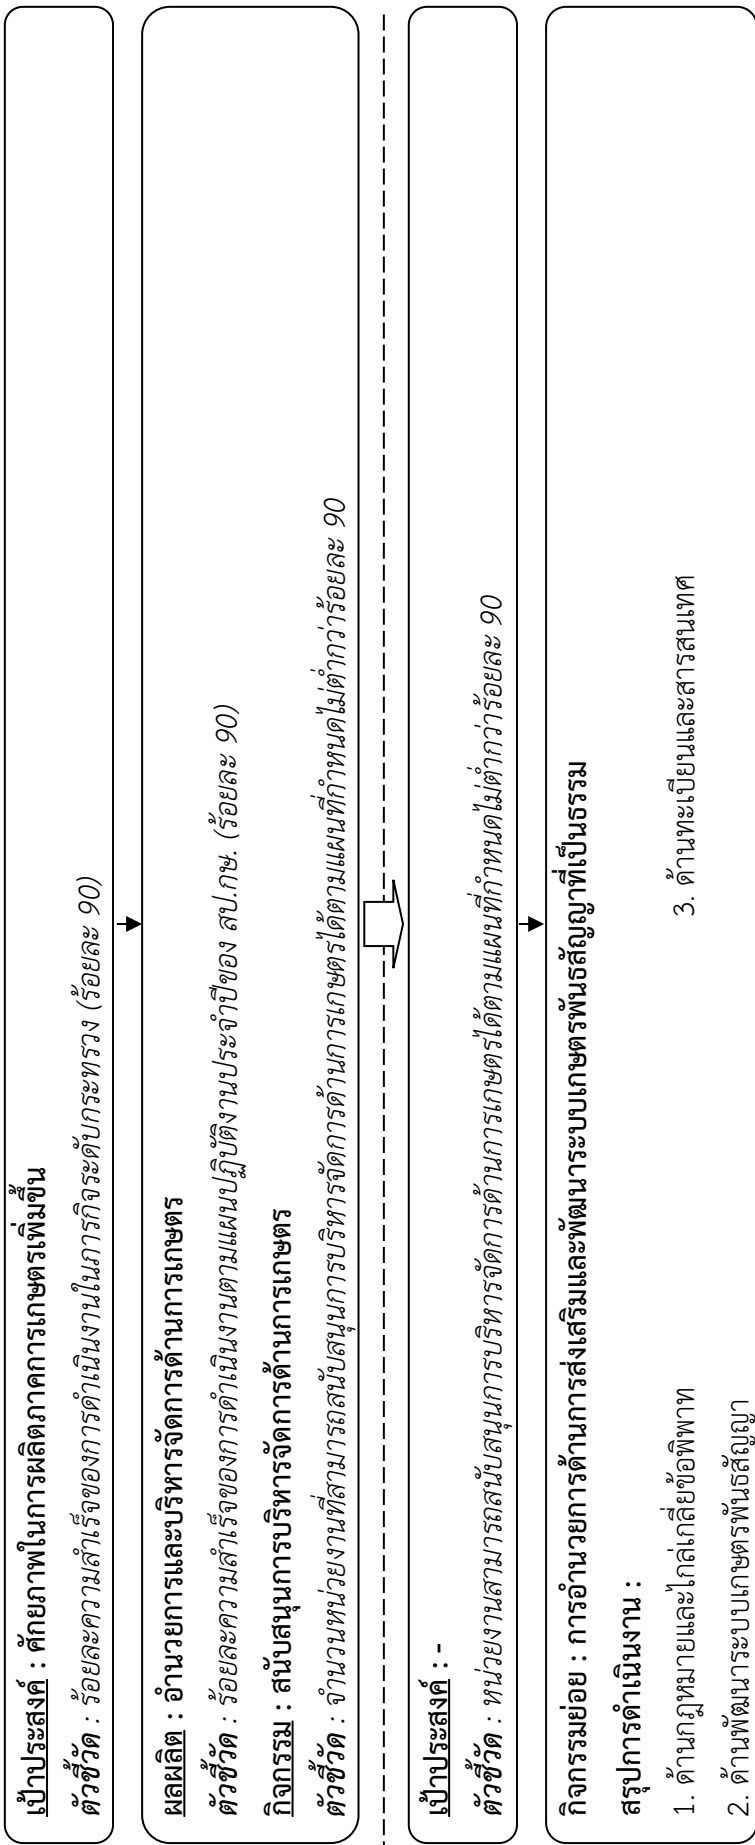 เป้าประสงค์ : ศักยภาพในการผลิตภาคการเกษตรเพิ่มขึ้น
ตัวชี้วัด : ร้อยละความสำเร็จของการดำเนินงานในภารกิจระดับกระทรวง (ร้อยละ 90)
ผลผลิต : อำนวยการและบริหารจัดการด้านการเกษตร
ตัวชี้วัด : ร้อยละความสำเร็จของการดำเนินงานตามแผนปฏิบัติงานประจำปีของ สป.กษ. (ร้อยละ 90)
กิจกรรม : สนับสนุนการบริหารจัดการด้านการเกษตร
ตัวชี้วัด : จำนวนหน่วยงานที่สามารถสนับสนุนการบริหารจัดการด้านการเกษตรได้ตามแผนที่กำหนดไม่ต่ำกว่าร้อยละ 90
เป้าประสงค์ : -
ตัวชี้วัด : หน่วยงานสามารถสนับสนุนการบริหารจัดการด้านการเกษตรได้ตามแผนที่กำหนดไม่ต่ำกว่าร้อยละ 90
กิจกรรมย่อย : การอำนวยการด้านการส่งเสริมและพัฒนาระบบเกษตรพันธสัญญาที่เป็นธรรม
สรุปการดำเนินงาน :
1. ด้านกฎหมายและไกล่เกลี่ยข้อพิพาท 3. ด้านทะเบียนและสารสนเทศ
2. ด้านพัฒนาระบบเกษตรพันธสัญญา